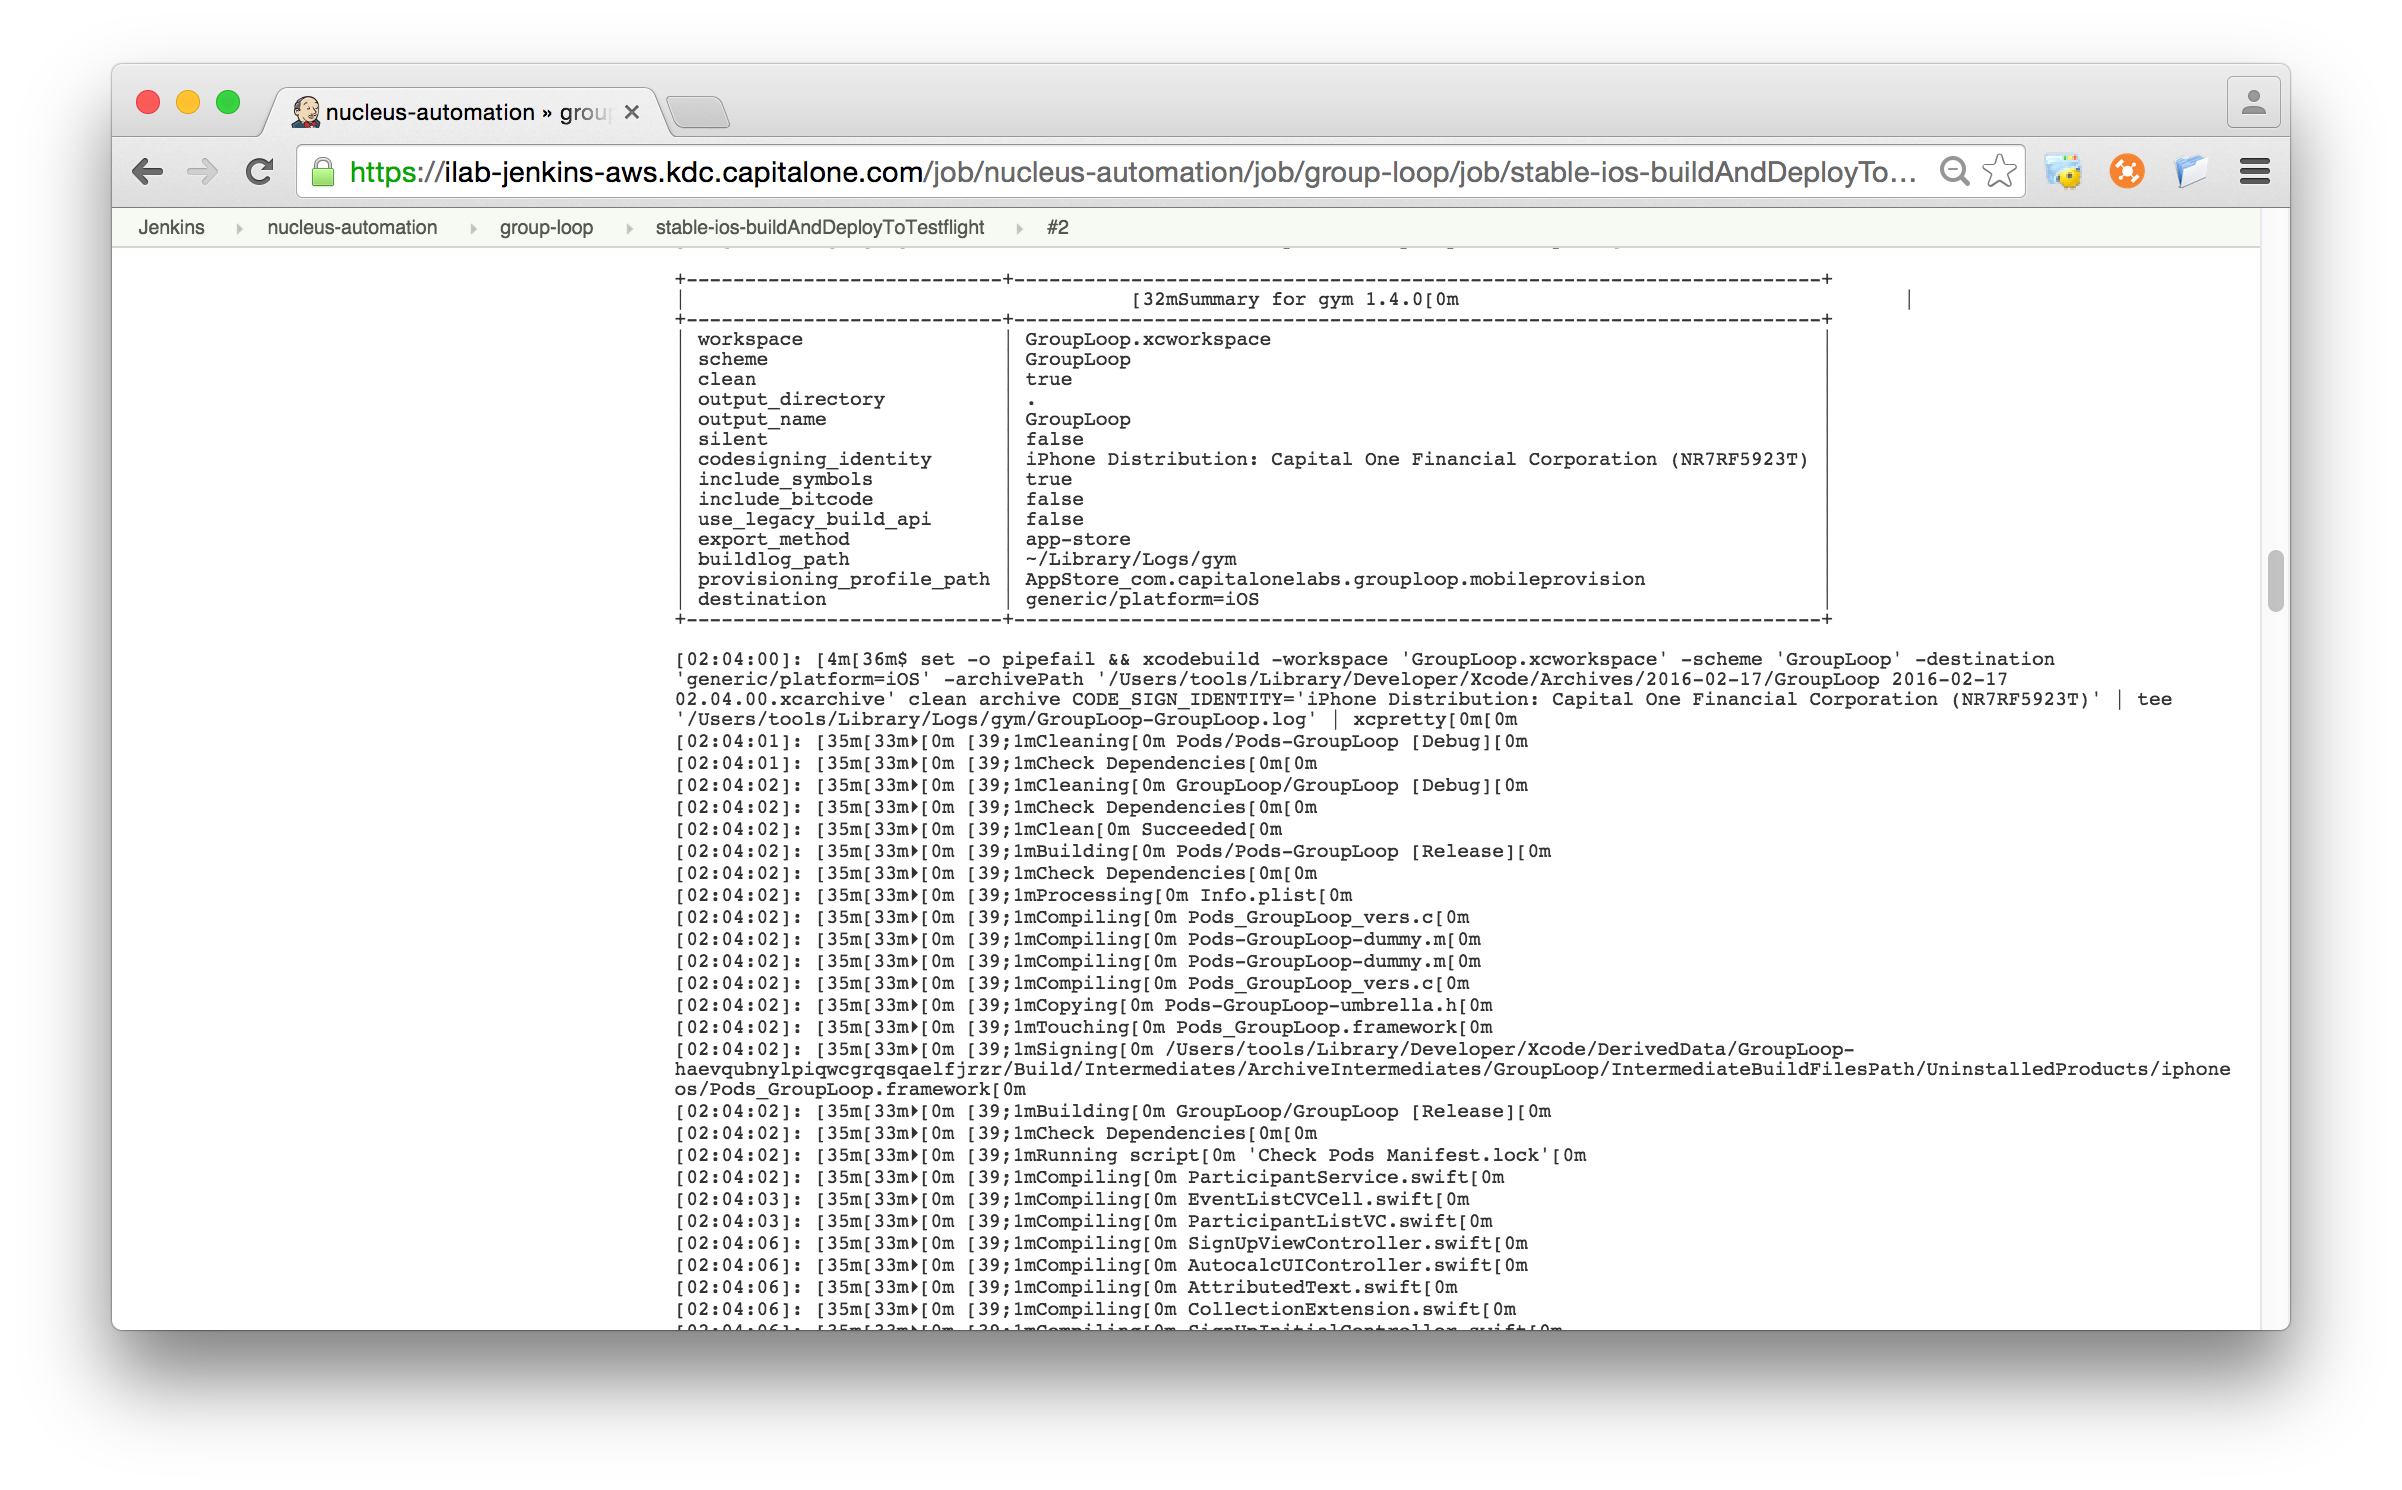 nucleus-automation » grou
https://ilab-jenkins-aws.kdc.capitalone.com/job/nucleus-automation/job/group-loop/job/stable-ios-buildAndDeployTo...
Jenkins nucleus-automation group-loop stable-ios-buildAndDeployToTestflight #2
+---------------------------+---------------------------------------------------------------------+
| [32mSummary for gym 1.4.0[0m |
+---------------------------+---------------------------------------------------------------------+
| workspace | GroupLoop.xcworkspace |
| scheme | GroupLoop |
| clean | true |
| output_directory | . |
| output_name | GroupLoop |
| silent | false |
| codesigning_identity | iPhone Distribution: Capital One Financial Corporation (NR7RF5923T) |
| include_symbols | true |
| include_bitcode | false |
| use_legacy_build_api | false |
| export_method | app-store |
| buildlog_path | ~/Library/Logs/gym |
| provisioning_profile_path | AppStore_com.capitalonelabs.grouploop.mobileprovision |
| destination | generic/platform=iOS |
+---------------------------+---------------------------------------------------------------------+
[02:04:00]: [4m[36m$ set -o pipefail && xcodebuild -workspace 'GroupLoop.xcworkspace' -scheme 'GroupLoop' -destination
'generic/platform=iOS' -archivePath '/Users/tools/Library/Developer/Xcode/Archives/2016-02-17/GroupLoop 2016-02-17
02.04.00.xcarchive' clean archive CODE_SIGN_IDENTITY='iPhone Distribution: Capital One Financial Corporation (NR7RF5923T)' | tee
'/Users/tools/Library/Logs/gym/GroupLoop-GroupLoop.log' | xcpretty[0m[0m
[02:04:01]: [35m[33m▸[0m [39;1mCleaning[0m Pods/Pods-GroupLoop [Debug][0m
[02:04:01]: [35m[33m▸[0m [39;1mCheck Dependencies[0m[0m
[02:04:02]: [35m[33m▸[0m [39;1mCleaning[0m GroupLoop/GroupLoop [Debug][0m
[02:04:02]: [35m[33m▸[0m [39;1mCheck Dependencies[0m[0m
[02:04:02]: [35m[33m▸[0m [39;1mClean[0m Succeeded[0m
[02:04:02]: [35m[33m▸[0m [39;1mBuilding[0m Pods/Pods-GroupLoop [Release][0m
[02:04:02]: [35m[33m▸[0m [39;1mCheck Dependencies[0m[0m
[02:04:02]: [35m[33m▸[0m [39;1mProcessing[0m Info.plist[0m
[02:04:02]: [35m[33m▸[0m [39;1mCompiling[0m Pods_GroupLoop_vers.c[0m
[02:04:02]: [35m[33m▸[0m [39;1mCompiling[0m Pods-GroupLoop-dummy.m[0m
[02:04:02]: [35m[33m▸[0m [39;1mCompiling[0m Pods-GroupLoop-dummy.m[0m
[02:04:02]: [35m[33m▸[0m [39;1mCompiling[0m Pods_GroupLoop_vers.c[0m
[02:04:02]: [35m[33m▸[0m [39;1mCopying[0m Pods-GroupLoop-umbrella.h[0m
[02:04:02]: [35m[33m▸[0m [39;1mTouching[0m Pods_GroupLoop.framework[0m
[02:04:02]: [35m[33m▸[0m [39;1mSigning[0m /Users/tools/Library/Developer/Xcode/DerivedData/GroupLoop-
haevqubnylpiqwcgrqsqaelfjrzr/Build/Intermediates/ArchiveIntermediates/GroupLoop/IntermediateBuildFilesPath/UninstalledProducts/iphone
os/Pods_GroupLoop.framework[0m
[02:04:02]: [35m[33m▸[0m [39;1mBuilding[0m GroupLoop/GroupLoop [Release][0m
[02:04:02]: [35m[33m▸[0m [39;1mCheck Dependencies[0m[0m
[02:04:02]: [35m[33m▸[0m [39;1mRunning script[0m 'Check Pods Manifest.lock'[0m
[02:04:02]: [35m[33m▸[0m [39;1mCompiling[0m ParticipantService.swift[0m
[02:04:03]: [35m[33m▸[0m [39;1mCompiling[0m EventListCVCell.swift[0m
[02:04:03]: [35m[33m▸[0m [39;1mCompiling[0m ParticipantListVC.swift[0m
[02:04:06]: [35m[33m▸[0m [39;1mCompiling[0m SignUpViewController.swift[0m
[02:04:06]: [35m[33m▸[0m [39;1mCompiling[0m AutocalcUIController.swift[0m
[02:04:06]: [35m[33m▸[0m [39;1mCompiling[0m AttributedText.swift[0m
[02:04:06]: [35m[33m▸[0m [39;1mCompiling[0m CollectionExtension.swift[0m
[02:04:06]: [35m[33m▸[0m [39;1mCompiling[0m SignUpInitialController.swift[0m